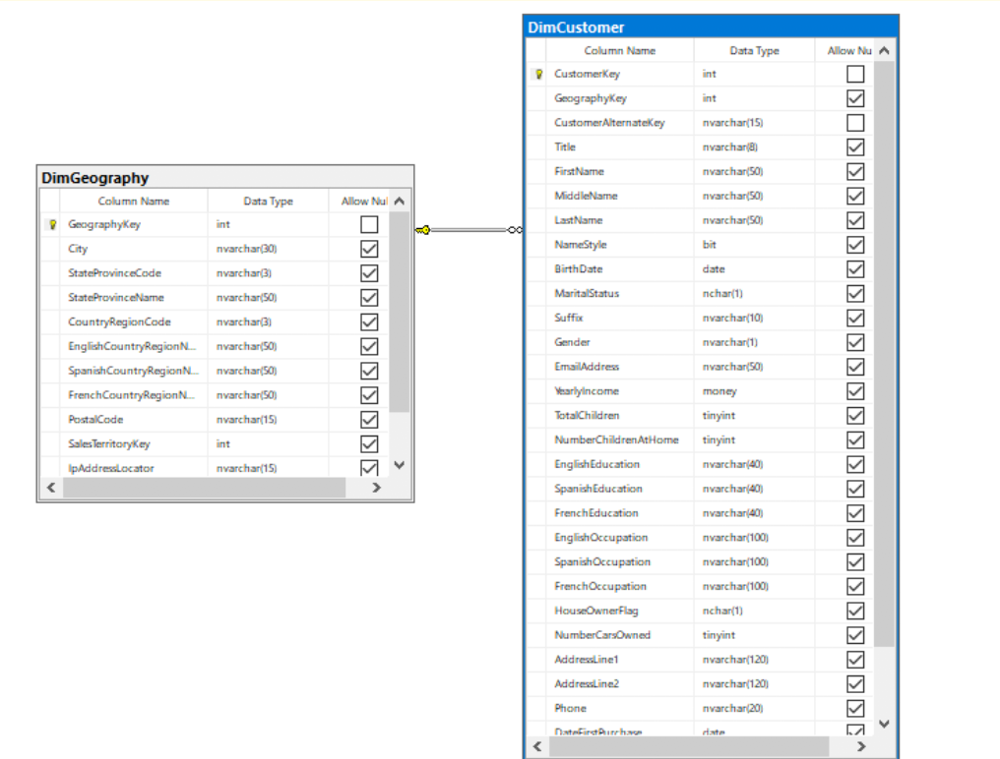 DimGeography
Column Name Data Type Allow Nul
GeographyKey int
City nvarchar(30)
StateProvinceCode nvarchar(3)
StateProvinceName nvarchar(50)
CountryRegionCode nvarchar(3)
EnglishCountryRegionN... nvarchar(50)
SpanishCountryRegionN... nvarchar(50)
FrenchCountryRegionN... nvarchar(50)
PostalCode nvarchar(15)
SalesTerritoryKey int
IpAddressLocator nvarchar(15)
DimCustomer
Column Name Data Type Allow Nu
CustomerKey int
GeographyKey int
CustomerAlternateKey nvarchar(15)
Title nvarchar(8)
FirstName nvarchar(50)
MiddleName nvarchar(50)
LastName nvarchar(50)
NameStyle bit
BirthDate date
MaritalStatus nchar(1)
Suffix nvarchar(10)
Gender nvarchar(1)
EmailAddress nvarchar(50)
YearlyIncome money
TotalChildren tinyint
NumberChildrenAtHome tinyint
EnglishEducation nvarchar(40)
SpanishEducation nvarchar(40)
FrenchEducation nvarchar(40)
EnglishOccupation nvarchar(100)
SpanishOccupation nvarchar(100)
FrenchOccupation nvarchar(100)
HouseOwnerFlag nchar(1)
NumberCarsOwned tinyint
AddressLine1 nvarchar(120)
AddressLine2 nvarchar(120)
Phone nvarchar(20)
DateFirstPurchase date